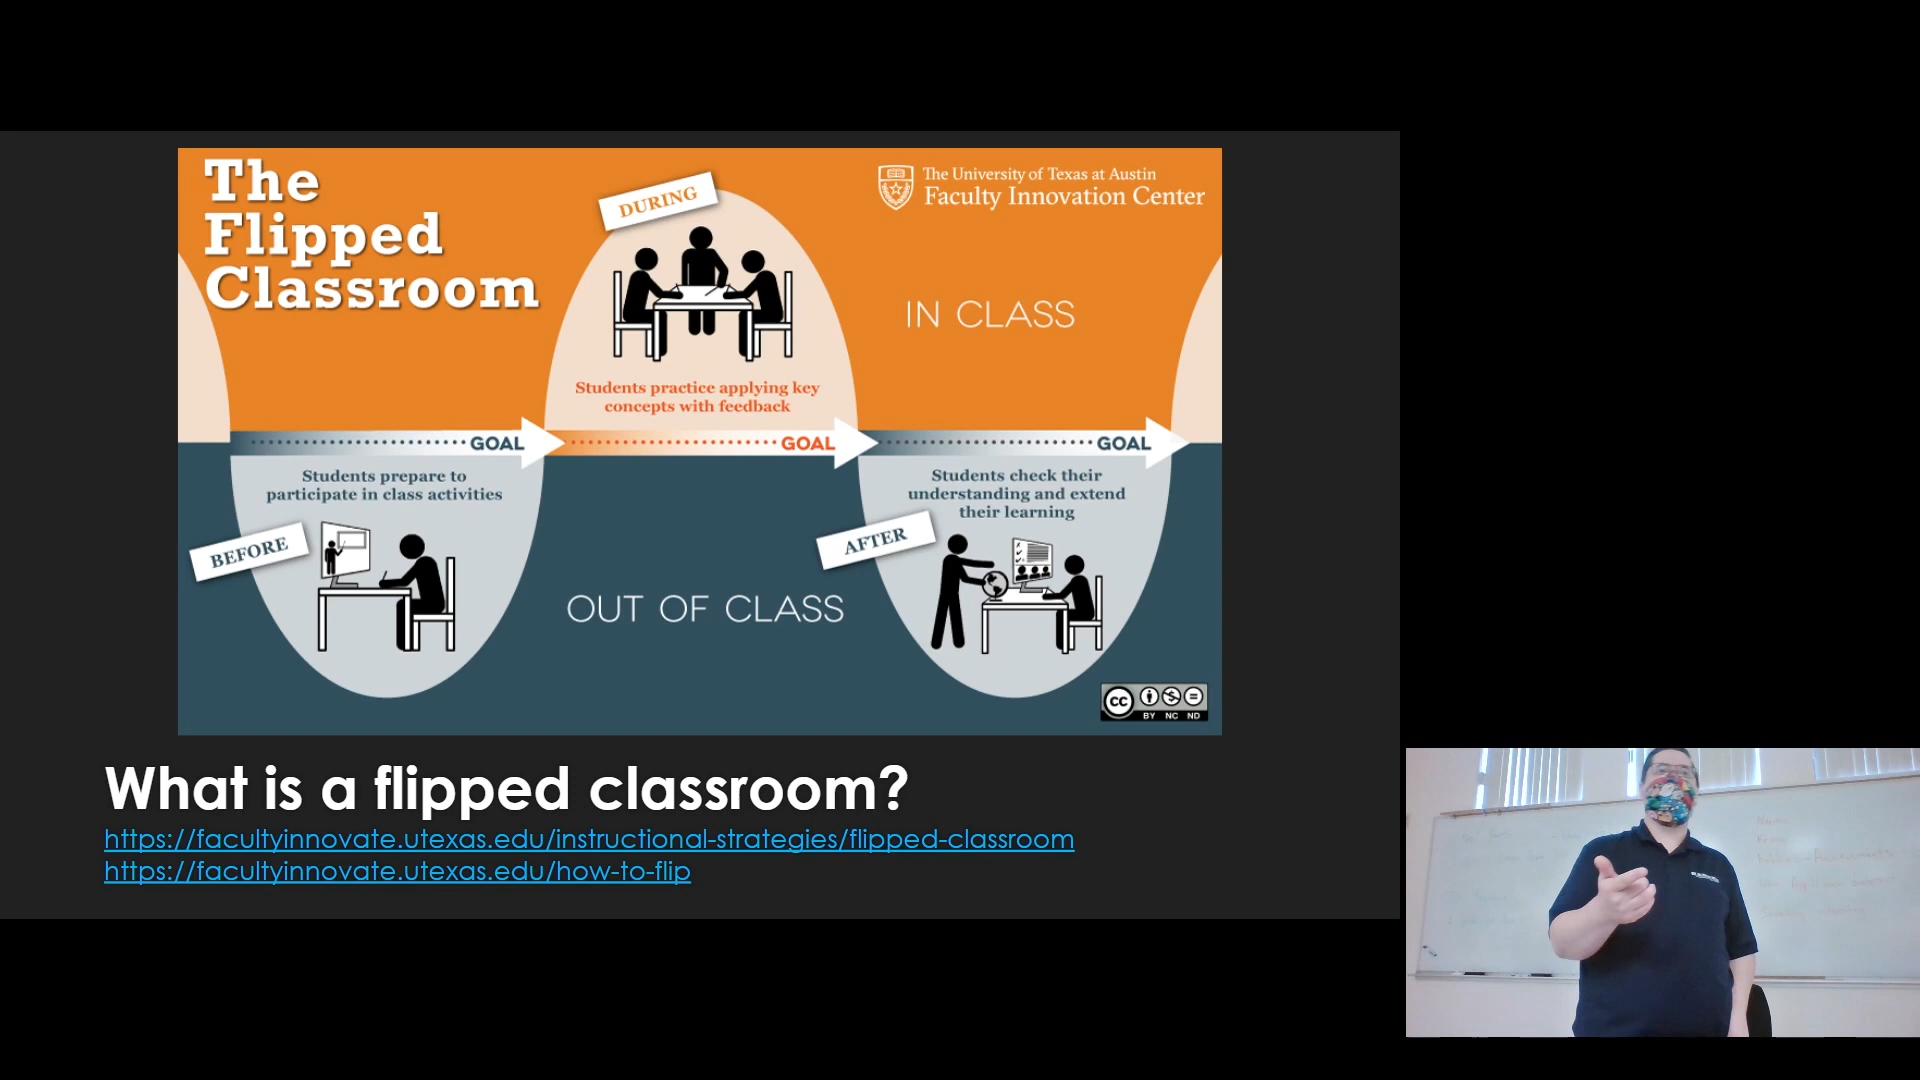 The
Flipped
Classroom
DURING
The University of Texas at Austin
Faculty Innovation Center
IN CLASS
Students practice applying key
concepts with feedback
GOAL
GOAL
GOAL
Students prepare to
participate in class activities
BEFORE
Students check their
understanding and extend
their learning
AFTER
OUT OF CLASS
CC
BY NC ND
What is a flipped classroom?
https://facultyinnovate.utexas.edu/instructional-strategies/flipped-classroom
https://facultyinnovate.utexas.edu/how-to-flip